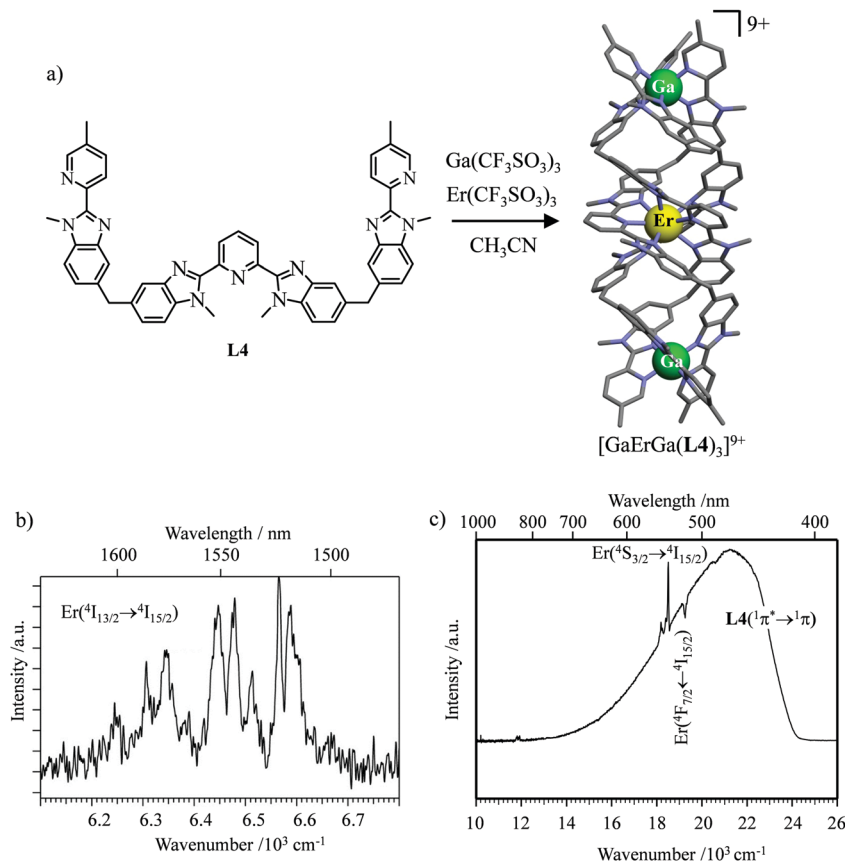 a)
Ga(CF₃SO₃)₃
Er(CF₃SO₃)₃
CH₃CN
N
N
N
N
N
N
N
N
N
N
N
L4
9+
Ga
Er
Ga
[GaErGa(L4)₃]⁹⁺
b)
Wavelength / nm
1600 1550 1500
Er(⁴I₁₃/₂→⁴I₁₅/₂)
Intensity /a.u.
6.2 6.3 6.4 6.5 6.6 6.7
Wavenumber /10³ cm⁻¹
c)
Wavelength / nm
1000 800 700 600 500 400
Er(⁴S₃/₂→⁴I₁₅/₂)
L4(¹π*→¹π)
Er(⁴F₇/₂←⁴I₁₅/₂)
Intensity /a.u.
10 12 14 16 18 20 22 24 26
Wavenumber /10³ cm⁻¹